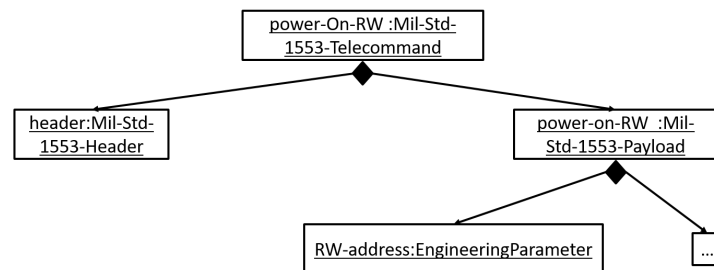 power-On-RW :Mil-Std-
1553-Telecommand
header:Mil-Std-
1553-Header
power-on-RW :Mil-
Std-1553-Payload
RW-address:EngineeringParameter
...